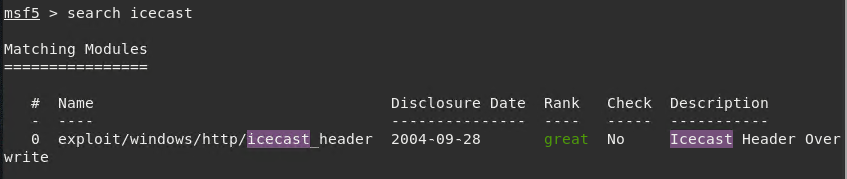 msf5 > search icecast
Matching Modules
================
#  Name                                 Disclosure Date  Rank   Check  Description
-  ----                                 ---------------  ----   -----  -----------
0  exploit/windows/http/icecast_header  2004-09-28       great  No     Icecast Header Over
write